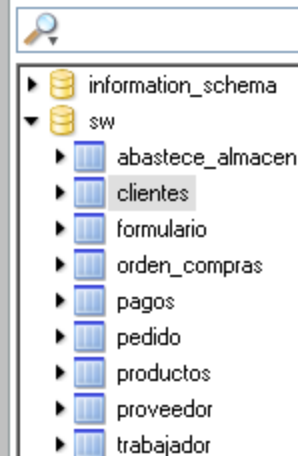 information_schema
sw
abastece_almacen
clientes
formulario
orden_compras
pagos
pedido
productos
proveedor
trabajador